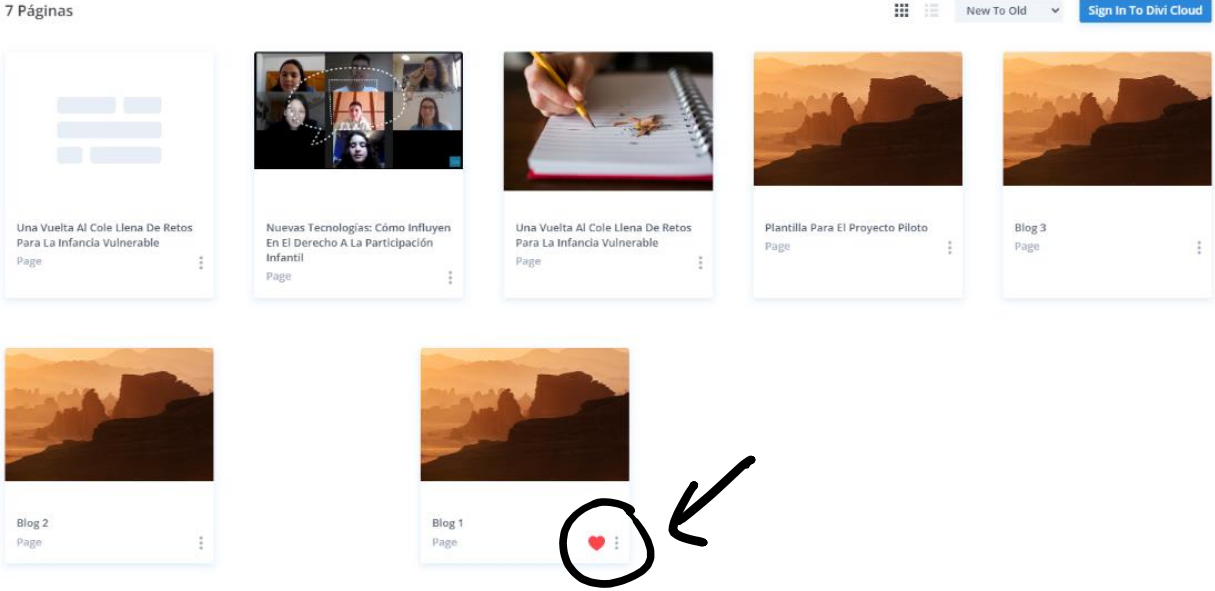 7 Páginas
New To Old
Sign In To Divi Cloud
Una Vuelta Al Cole Llena De Retos
Para La Infancia Vulnerable
Page
Nuevas Tecnologías: Cómo Influyen
En El Derecho A La Participación
Infantil
Page
Una Vuelta Al Cole Llena De Retos
Para La Infancia Vulnerable
Page
Plantilla Para El Proyecto Piloto
Page
Blog 3
Page
Blog 2
Page
Blog 1
Page